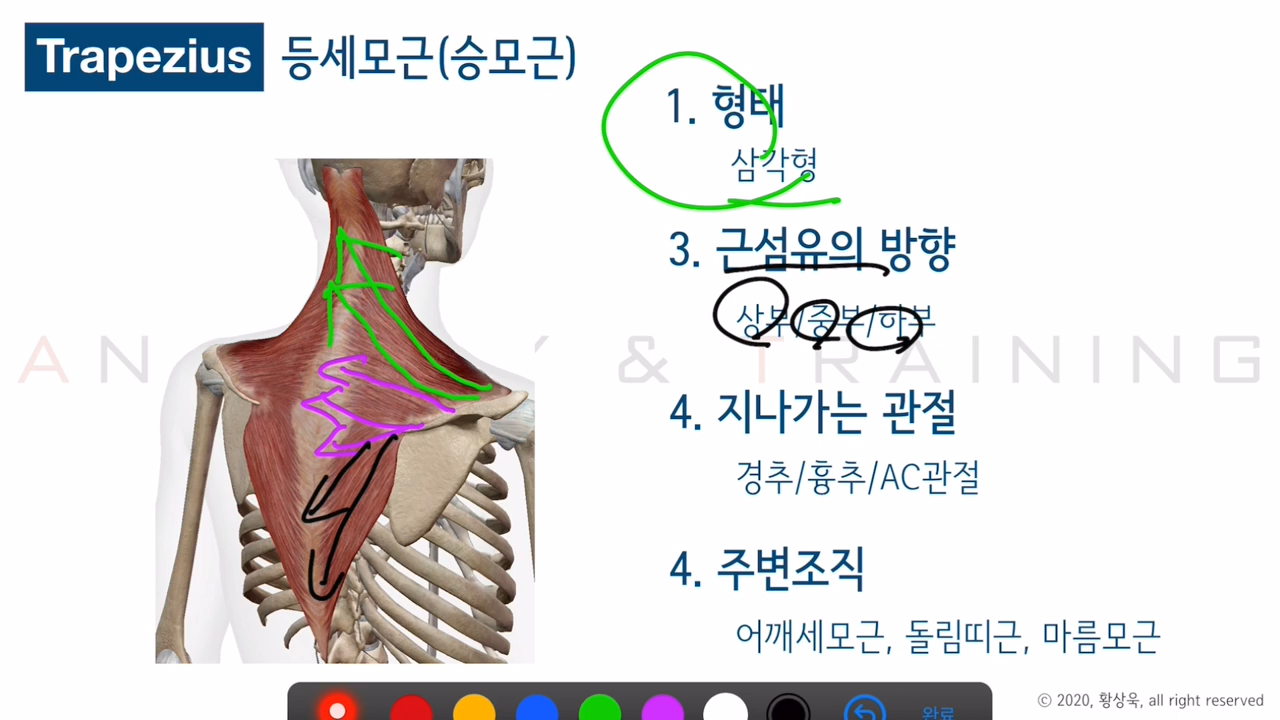 Trapezius 등세모근(승모근)
1. 형태
삼각형
3. 근섬유의 방향
상부/중부/하부
AN & TRAINING
4. 지나가는 관절
경추/흉추/AC관절
4. 주변조직
어깨세모근, 돌림띠근, 마름모근
© 2020, 황상욱, all right reserved
완료